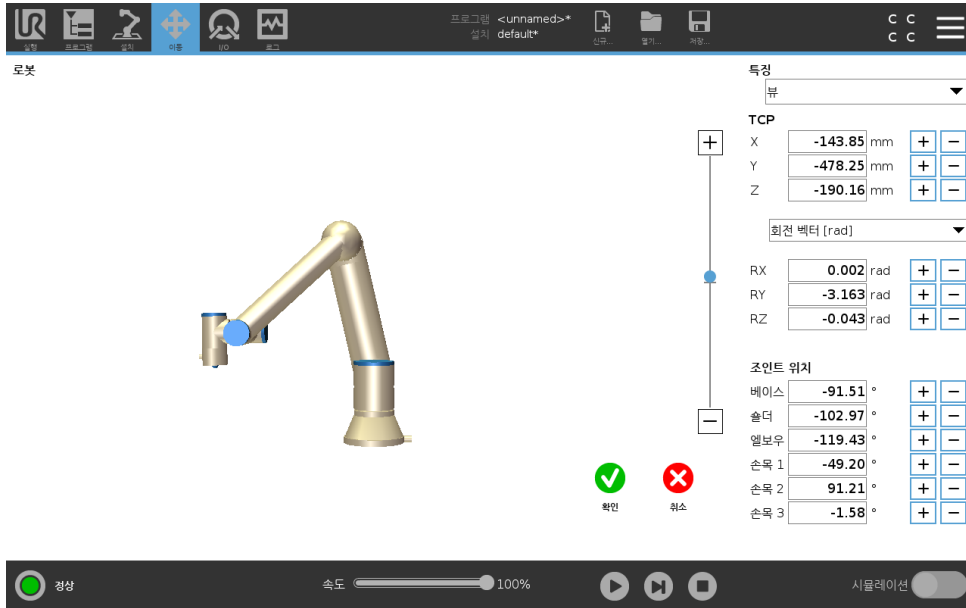 프로그램 <unnamed>*
설치 default*
C C
C C
실행 프로그램 설치 이동 I/O 로그 신규... 열기... 저장...
로봇
특징
뷰
TCP
X -143.85 mm + −
Y -478.25 mm + −
Z -190.16 mm + −
회전 벡터 [rad]
RX 0.002 rad + −
RY -3.163 rad + −
RZ -0.043 rad + −
조인트 위치
베이스 -91.51 ° + −
숄더 -102.97 ° + −
엘보우 -119.43 ° + −
손목 1 -49.20 ° + −
손목 2 91.21 ° + −
손목 3 -1.58 ° + −
확인 취소
정상 속도 100% 시뮬레이션